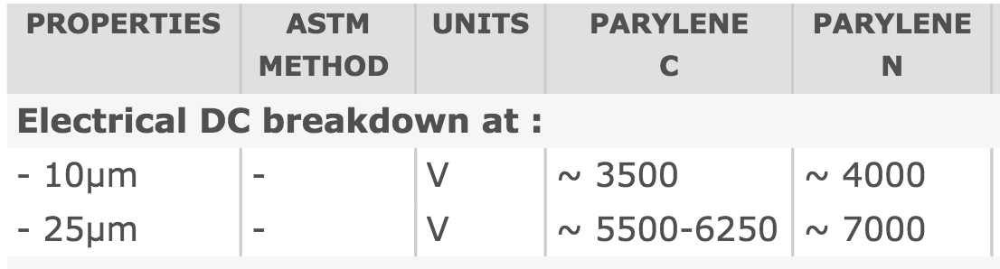 PROPERTIES ASTM METHOD UNITS PARYLENE C PARYLENE N
Electrical DC breakdown at :
- 10µm - V ~ 3500 ~ 4000
- 25µm - V ~ 5500-6250 ~ 7000